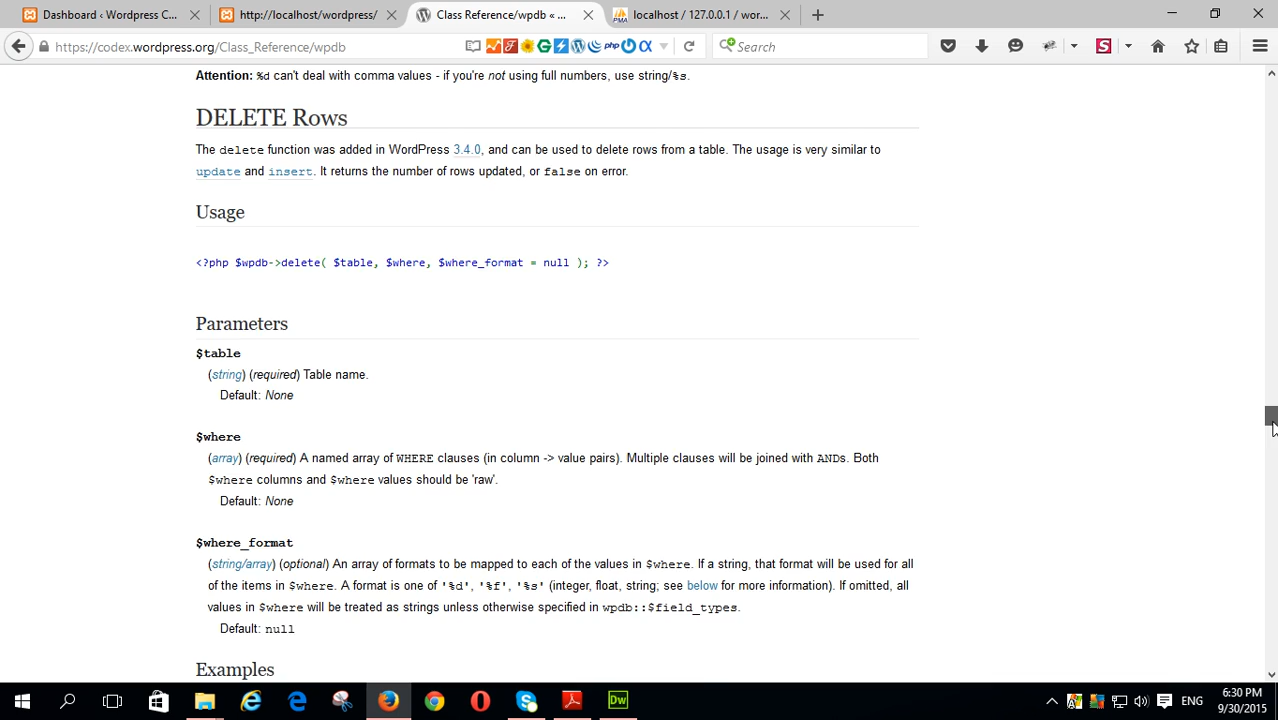 Dashboard ‹ Wordpress C...
http://localhost/wordpress/
Class Reference/wpdb « ...
localhost / 127.0.0.1 / wor...
https://codex.wordpress.org/Class_Reference/wpdb
php
Search
Attention: %d can't deal with comma values - if you're not using full numbers, use string/%s.
DELETE Rows
The delete function was added in WordPress 3.4.0, and can be used to delete rows from a table. The usage is very similar to
update and insert. It returns the number of rows updated, or false on error.
Usage
<?php $wpdb->delete( $table, $where, $where_format = null ); ?>
Parameters
$table
(string) (required) Table name.
Default: None
$where
(array) (required) A named array of WHERE clauses (in column -> value pairs). Multiple clauses will be joined with ANDs. Both
$where columns and $where values should be 'raw'.
Default: None
$where_format
(string/array) (optional) An array of formats to be mapped to each of the values in $where. If a string, that format will be used for all
of the items in $where. A format is one of '%d', '%f', '%s' (integer, float, string; see below for more information). If omitted, all
values in $where will be treated as strings unless otherwise specified in wpdb::$field_types.
Default: null
Examples
Dw
ENG
6:30 PM
9/30/2015